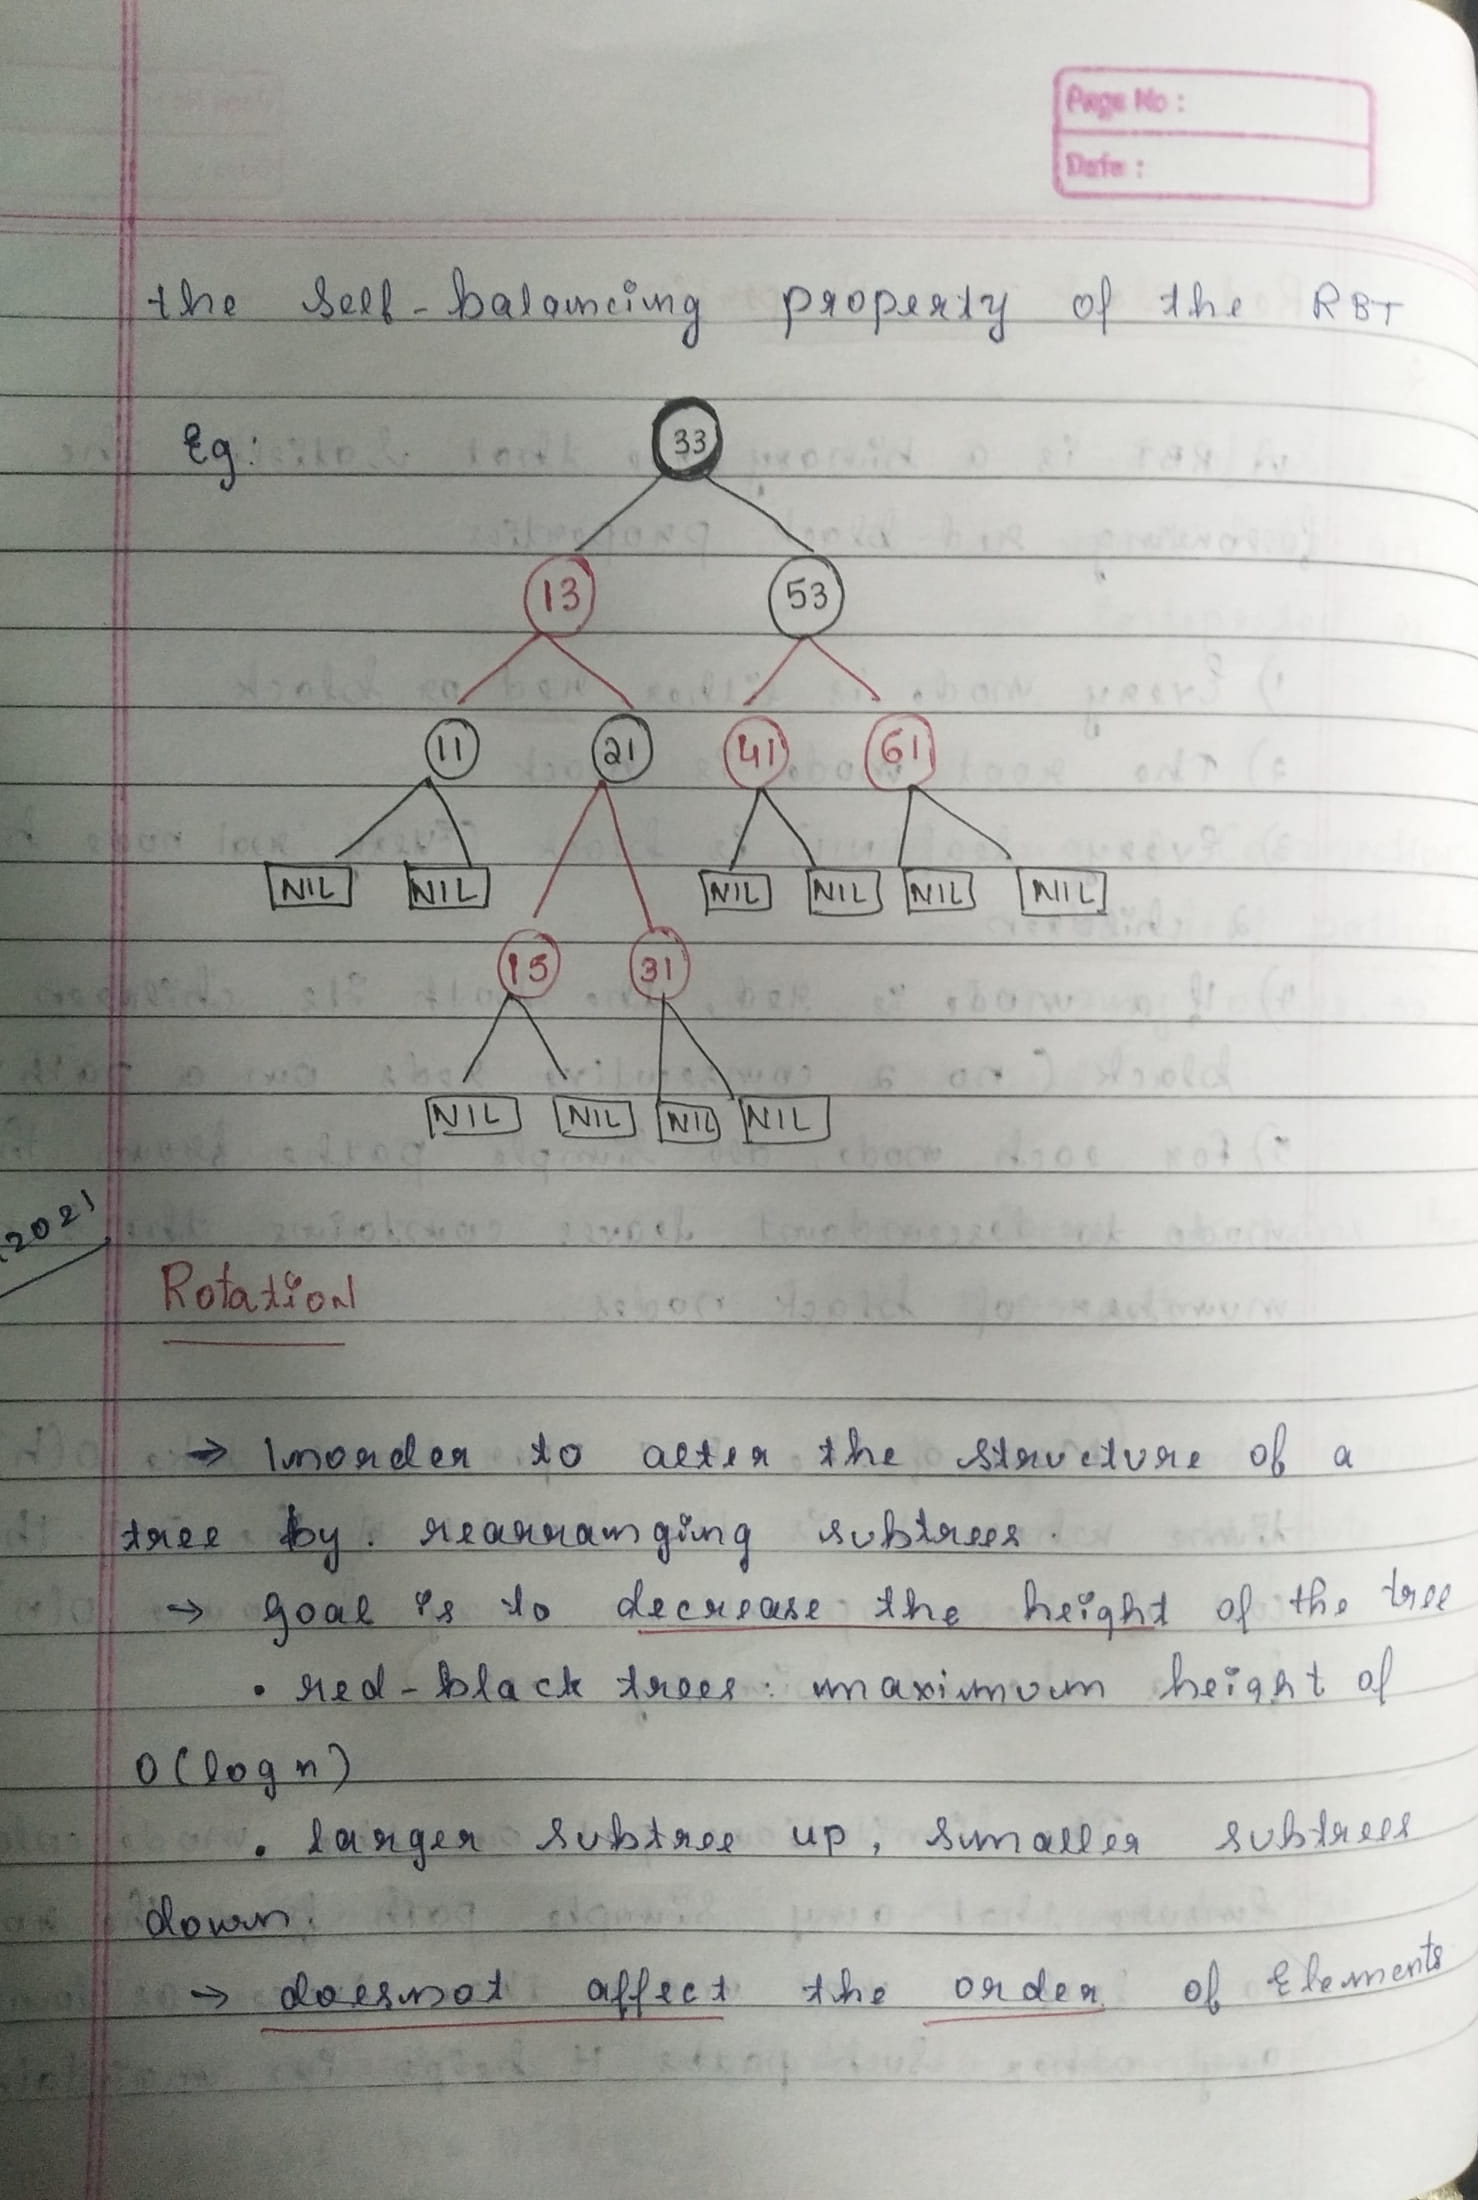 Page No :
Date :
the self-balancing property of the RBT
Eg:
33
13 53
11 21 41 61
NIL NIL NIL NIL NIL NIL
15 31
NIL NIL NIL NIL
2021
Rotation
→ Inorder to alter the structure of a
tree by. rearranging subtrees.
→ goal is to decrease the height of the tree
• red-black trees: maximum height of
O(log n)
• larger subtree up, smaller subtrees
down.
→ doesnot affect the order of Elements